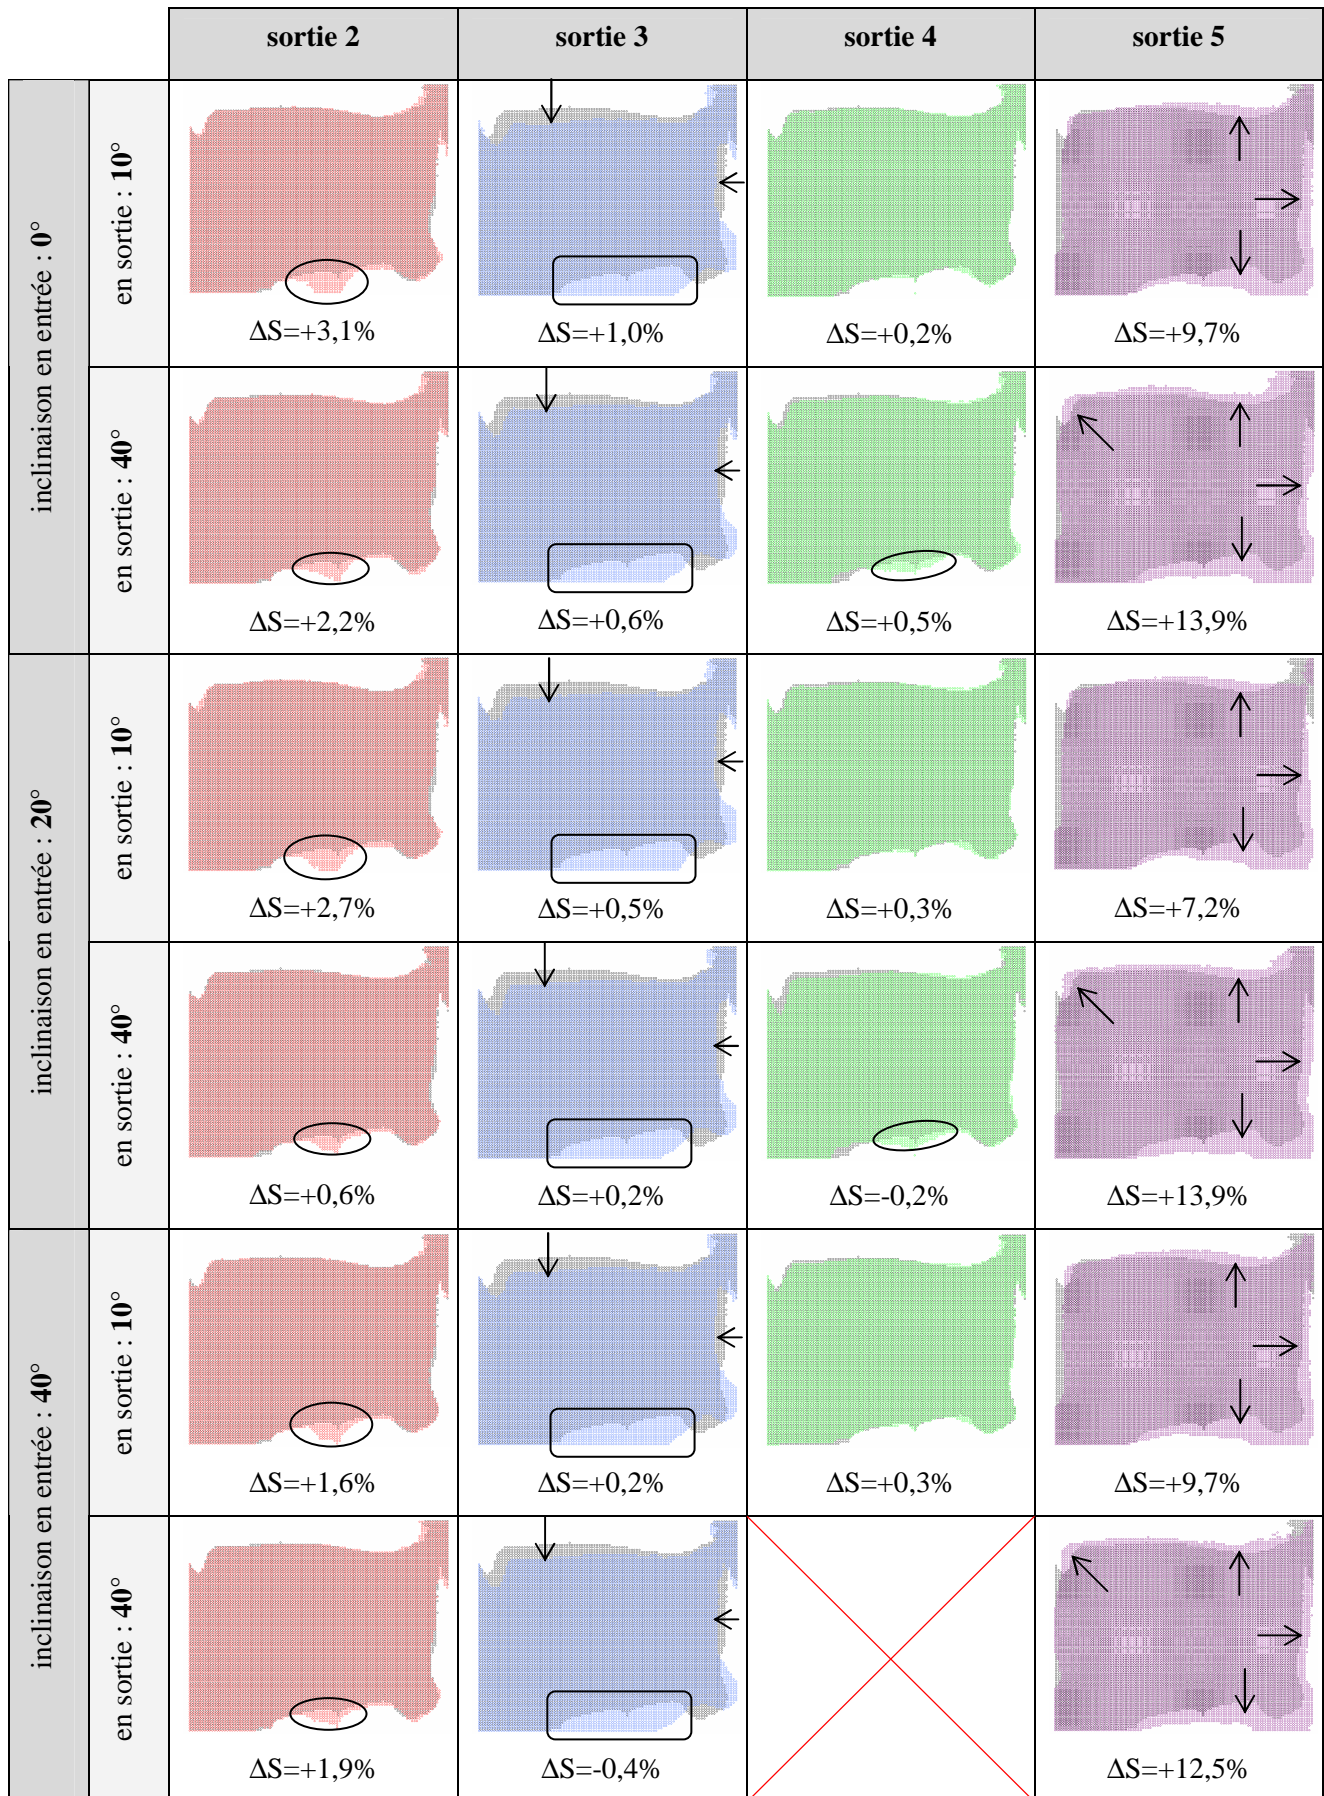 sortie 2 sortie 3 sortie 4 sortie 5
inclinaison en entrée : 0°
en sortie : 10°
ΔS=+3,1% ΔS=+1,0% ΔS=+0,2% ΔS=+9,7%
en sortie : 40°
ΔS=+2,2% ΔS=+0,6% ΔS=+0,5% ΔS=+13,9%
inclinaison en entrée : 20°
en sortie : 10°
ΔS=+2,7% ΔS=+0,5% ΔS=+0,3% ΔS=+7,2%
en sortie : 40°
ΔS=+0,6% ΔS=+0,2% ΔS=-0,2% ΔS=+13,9%
inclinaison en entrée : 40°
en sortie : 10°
ΔS=+1,6% ΔS=+0,2% ΔS=+0,3% ΔS=+9,7%
en sortie : 40°
ΔS=+1,9% ΔS=-0,4% ΔS=+12,5%